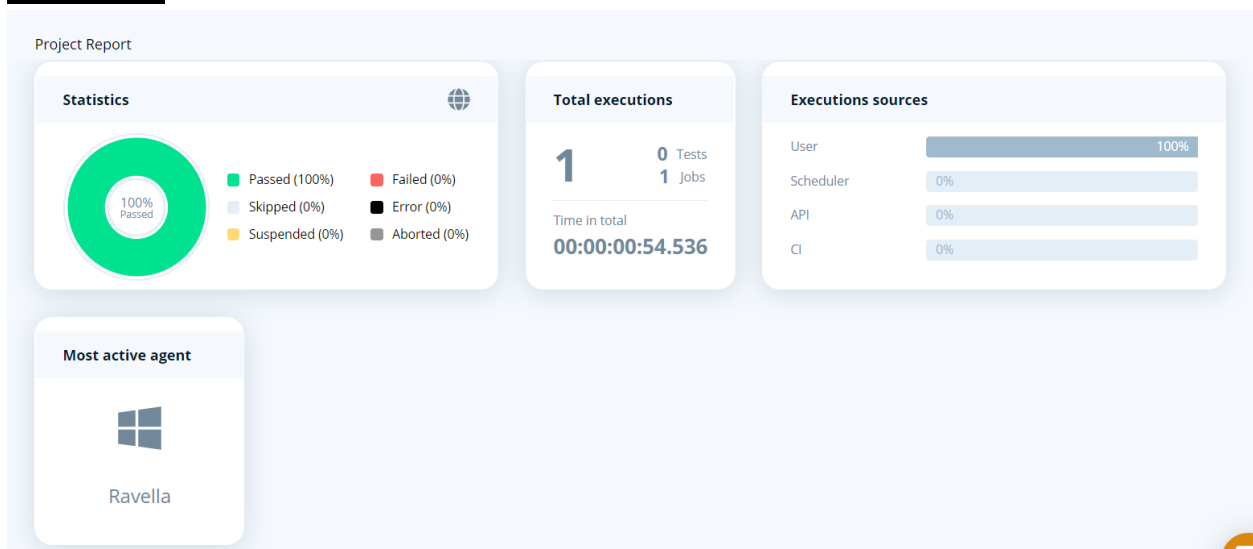 Project Report
Statistics
100%
Passed
Passed (100%)
Failed (0%)
Skipped (0%)
Error (0%)
Suspended (0%)
Aborted (0%)
Total executions
1
0 Tests
1 Jobs
Time in total
00:00:00:54.536
Executions sources
User 100%
Scheduler 0%
API 0%
CI 0%
Most active agent
Ravella